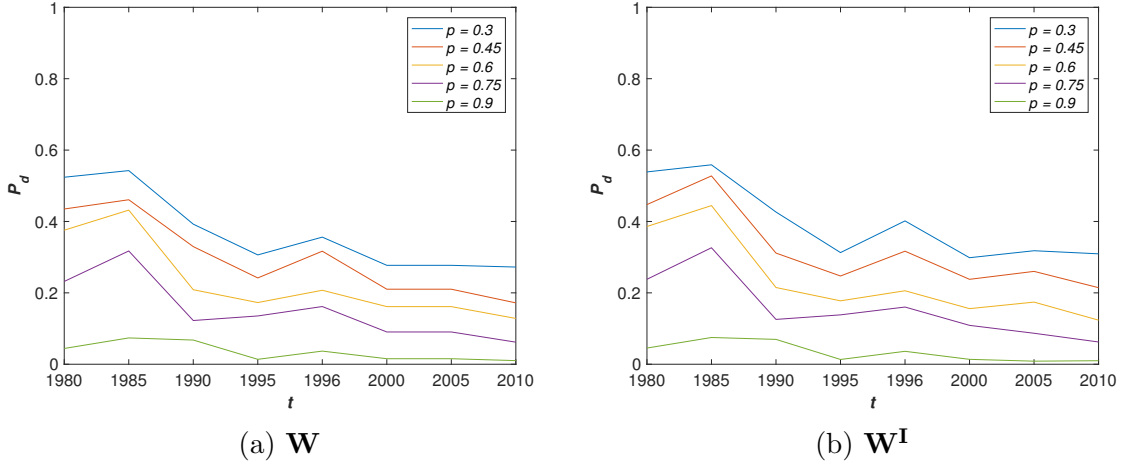 1
0.8
0.6
0.4
0.2
0
P_d
1980 1985 1990 1995 1996 2000 2005 2010
t
p = 0.3
p = 0.45
p = 0.6
p = 0.75
p = 0.9
(a) W
1
0.8
0.6
0.4
0.2
0
P_d
1980 1985 1990 1995 1996 2000 2005 2010
t
p = 0.3
p = 0.45
p = 0.6
p = 0.75
p = 0.9
(b) W^I